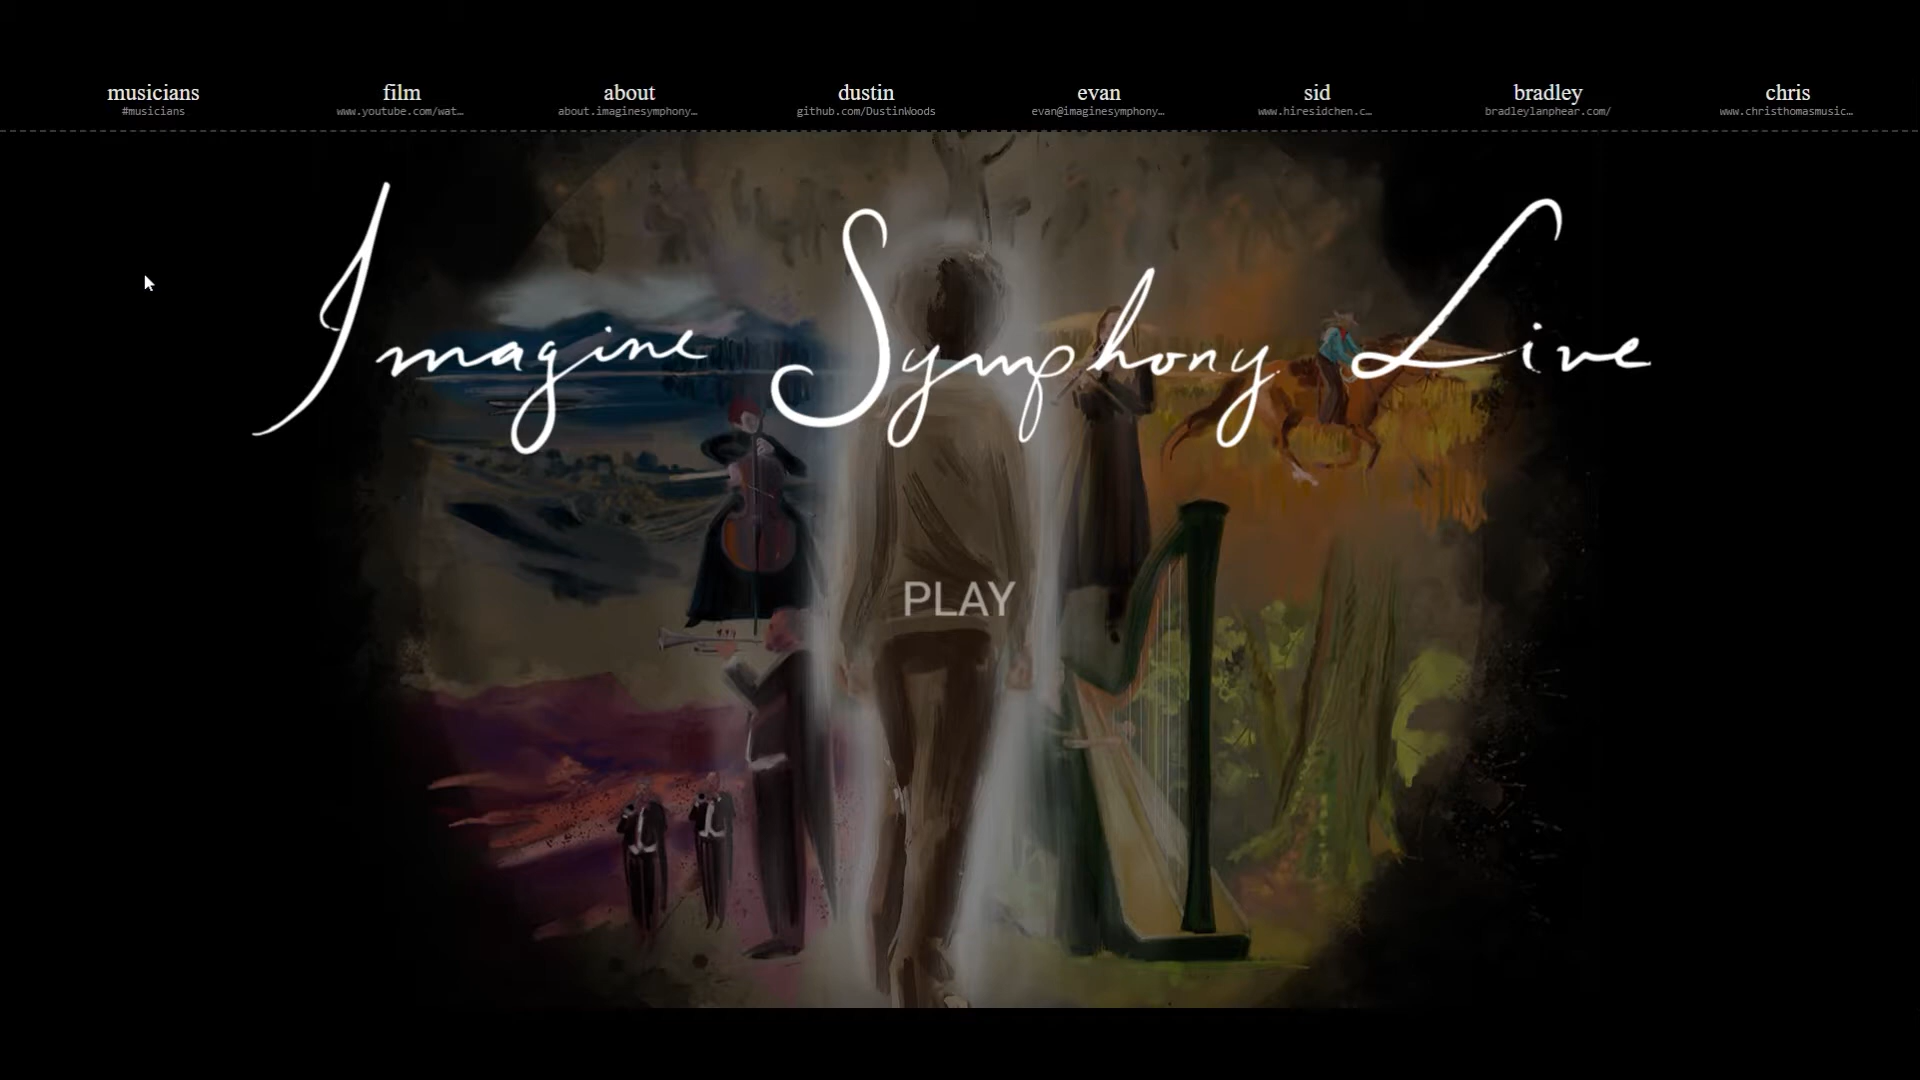 musicians film about dustin evan sid bradley chris
#musicians www.youtube.com/wat… about.imaginesymphony… github.com/DustinWoods evan@imaginesymphony… www.hiresidchen.c… bradleylanphear.com/ www.christhomasmusic…
Imagine Symphony Live
PLAY